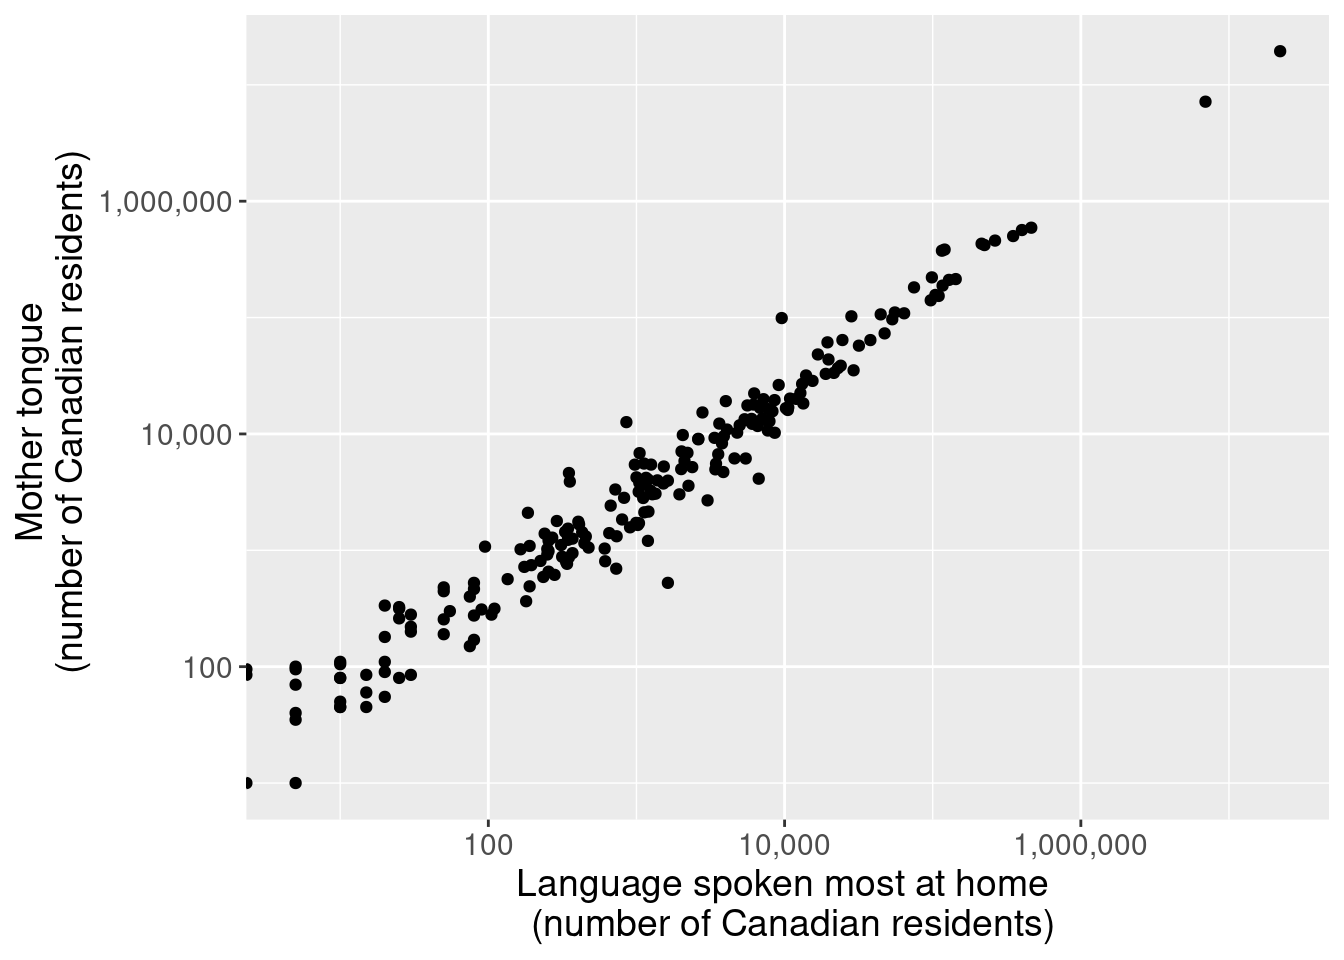 Mother tongue
(number of Canadian residents)
1,000,000
10,000
100
100
10,000
1,000,000
Language spoken most at home
(number of Canadian residents)